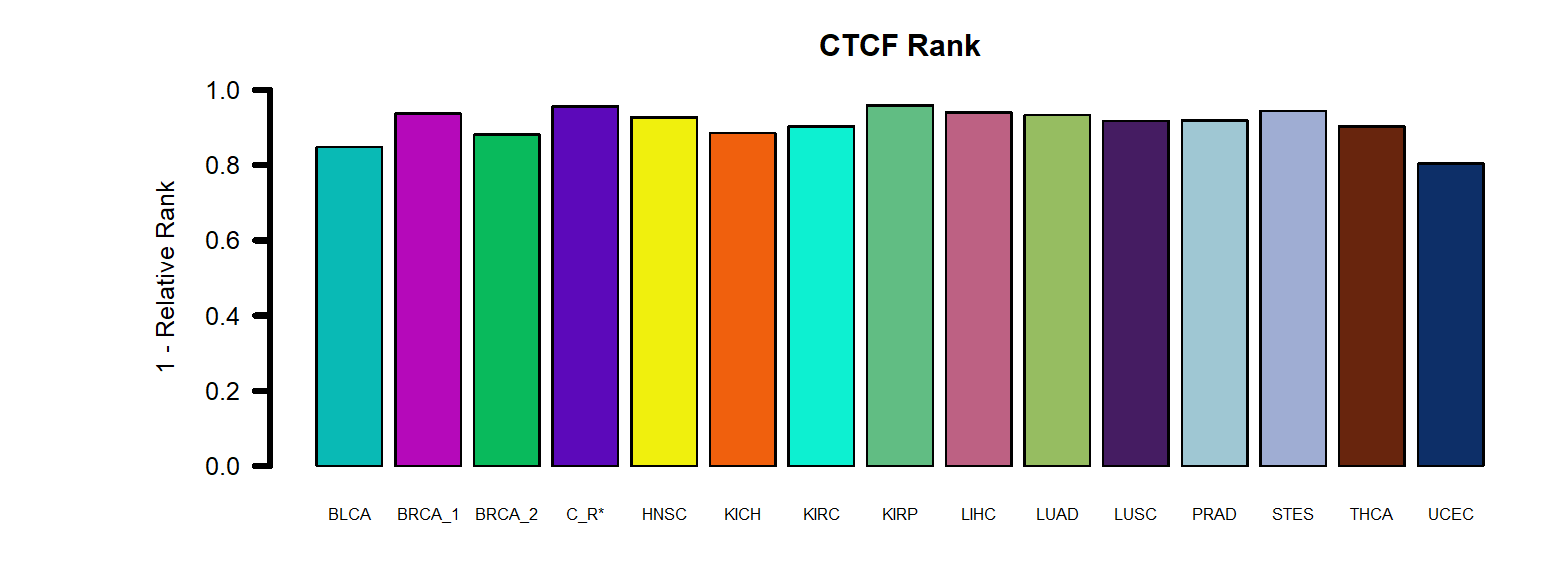 CTCF Rank
1 - Relative Rank
1.0
0.8
0.6
0.4
0.2
0.0
BLCA BRCA_1 BRCA_2 C_R* HNSC KICH KIRC KIRP LIHC LUAD LUSC PRAD STES THCA UCEC